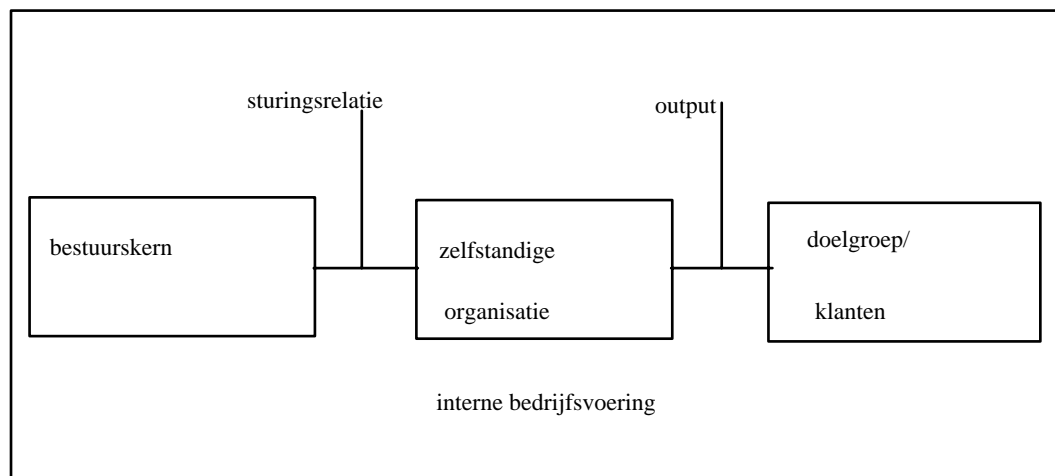 sturingsrelatie
output
bestuurskern
zelfstandige
organisatie
doelgroep/
klanten
interne bedrijfsvoering